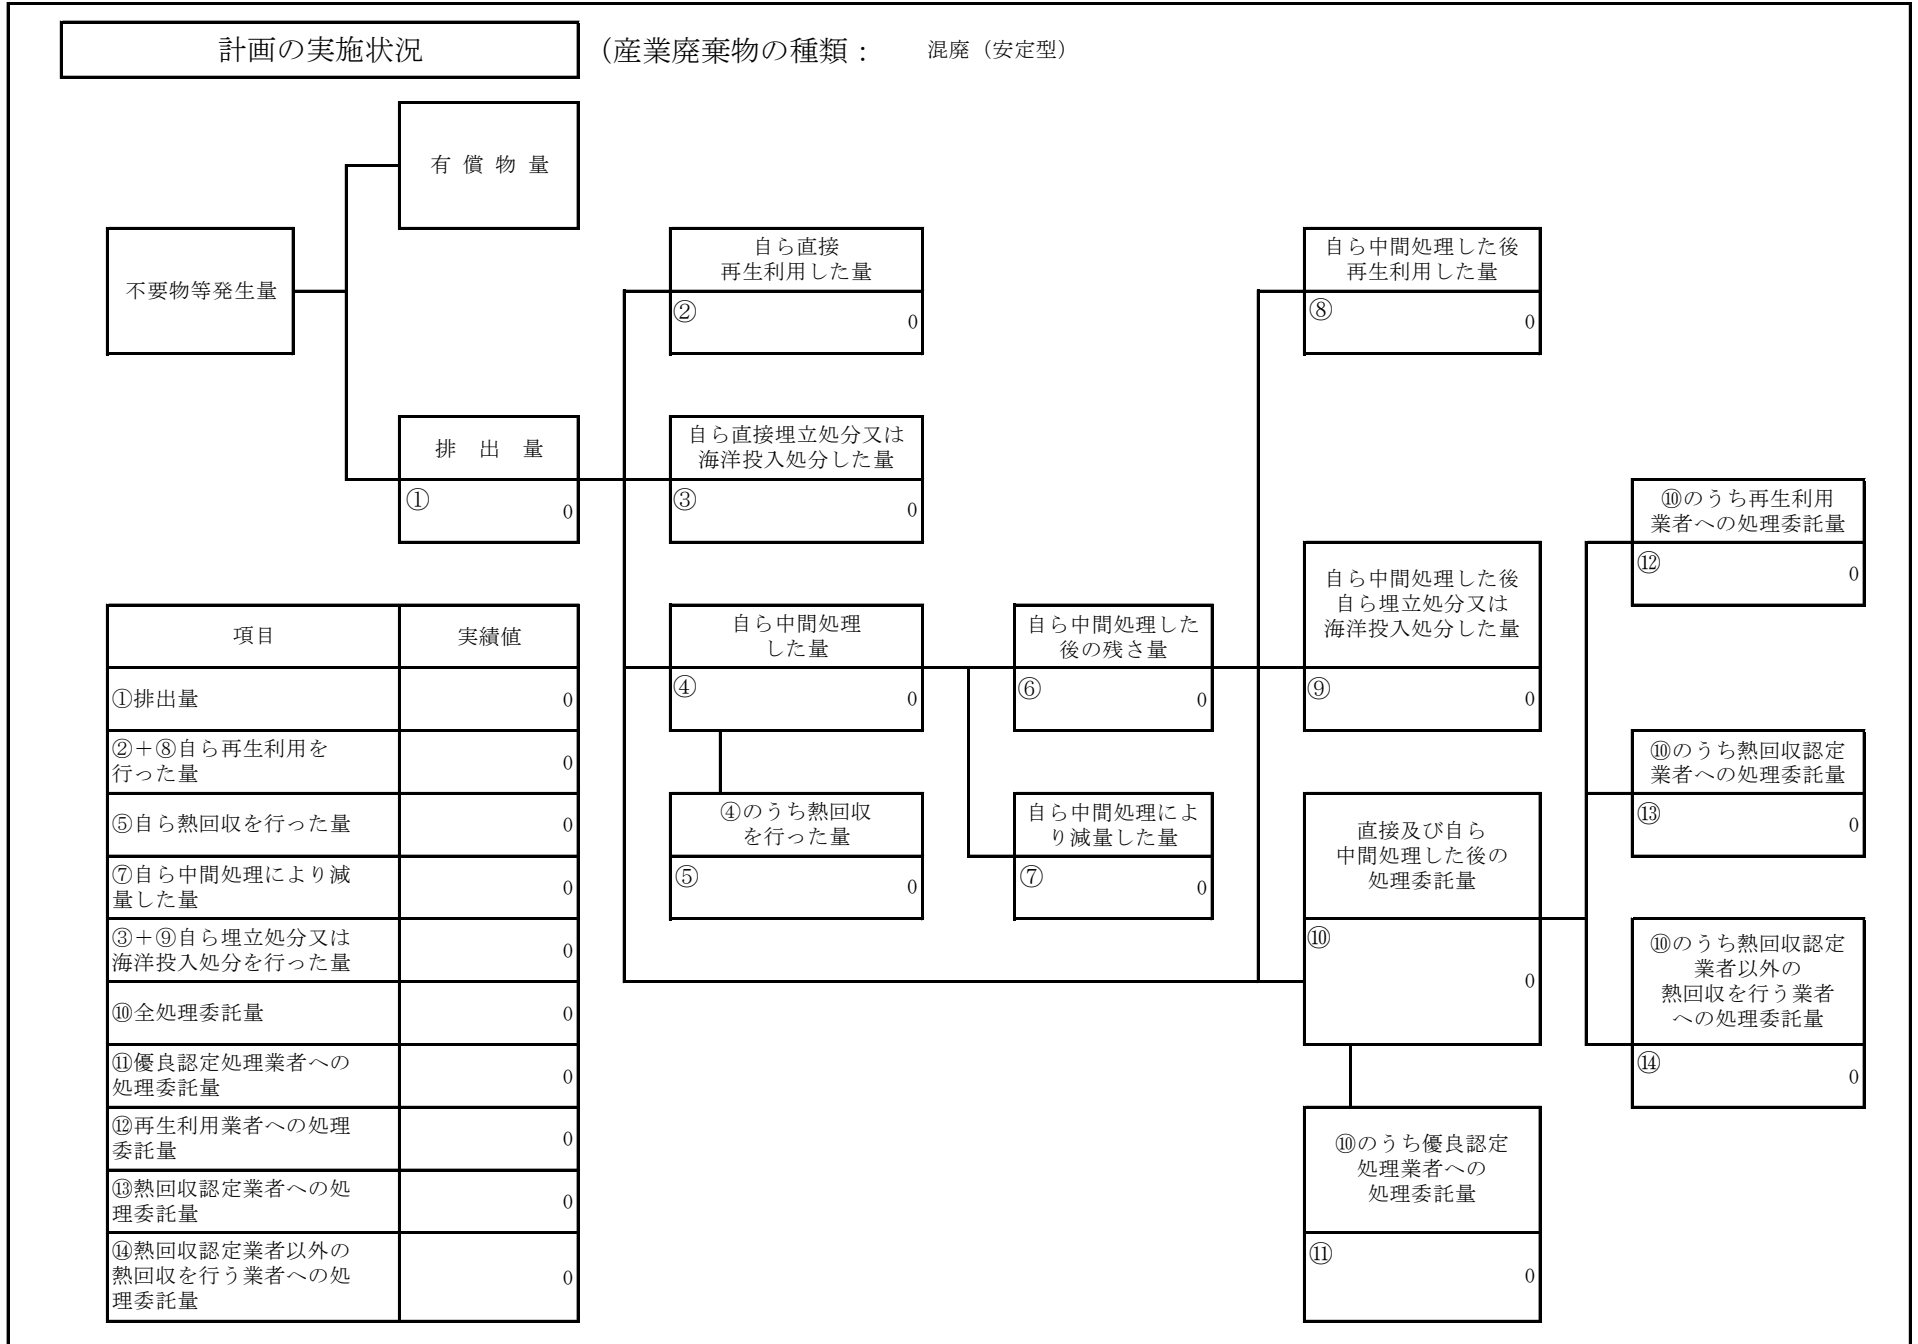 計画の実施状況
(産業廃棄物の種類： 混廃（安定型）
有 償 物 量
不要物等発生量
自ら直接
再生利用した量
②
0
自ら中間処理した後
再生利用した量
⑧
0
排 出 量
①
0
自ら直接埋立処分又は
海洋投入処分した量
③
0
⑩のうち再生利用
業者への処理委託量
⑫
0
自ら中間処理した後
自ら埋立処分又は
海洋投入処分した量
⑨
0
自ら中間処理
した量
④
0
自ら中間処理した
後の残さ量
⑥
0
⑩のうち熱回収認定
業者への処理委託量
⑬
0
④のうち熱回収
を行った量
⑤
0
自ら中間処理によ
り減量した量
⑦
0
直接及び自ら
中間処理した後の
処理委託量
⑩
0
⑩のうち熱回収認定
業者以外の
熱回収を行う業者
への処理委託量
⑭
0
⑩のうち優良認定
処理業者への
処理委託量
⑪
0
項目 実績値
①排出量 0
②＋⑧自ら再生利用を
行った量 0
⑤自ら熱回収を行った量 0
⑦自ら中間処理により減
量した量 0
③＋⑨自ら埋立処分又は
海洋投入処分を行った量 0
⑩全処理委託量 0
⑪優良認定処理業者への
処理委託量 0
⑫再生利用業者への処理
委託量 0
⑬熱回収認定業者への処
理委託量 0
⑭熱回収認定業者以外の
熱回収を行う業者への処
理委託量 0